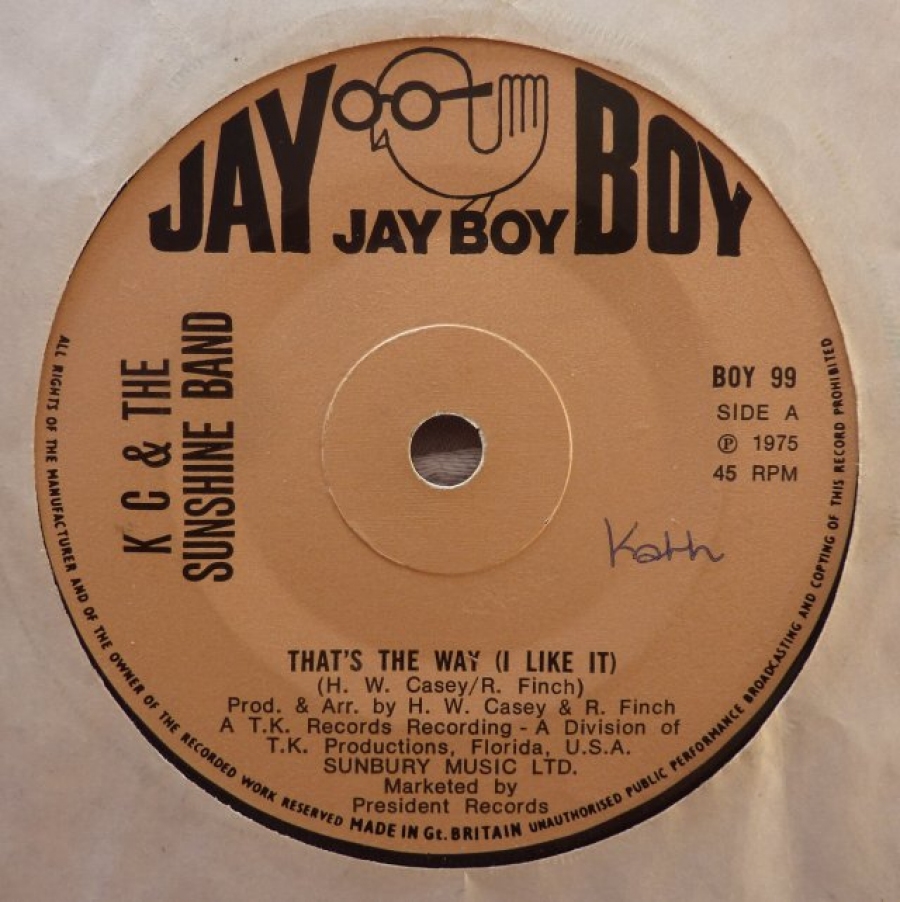 JAY BOY
JAY BOY
K C & THE
SUNSHINE BAND
BOY 99
SIDE A
Ⓟ 1975
45 RPM
THAT'S THE WAY (I LIKE IT)
(H. W. Casey/R. Finch)
Prod. & Arr. by H. W. Casey & R. Finch
A T.K. Records Recording - A Division of
T.K. Productions, Florida, U.S.A.
SUNBURY MUSIC LTD.
Marketed by
President Records
ALL RIGHTS OF THE MANUFACTURER AND OF THE OWNER OF THE RECORDED WORK RESERVED MADE IN Gt. BRITAIN UNAUTHORISED PUBLIC PERFORMANCE BROADCASTING AND COPYING OF THIS RECORD PROHIBITED